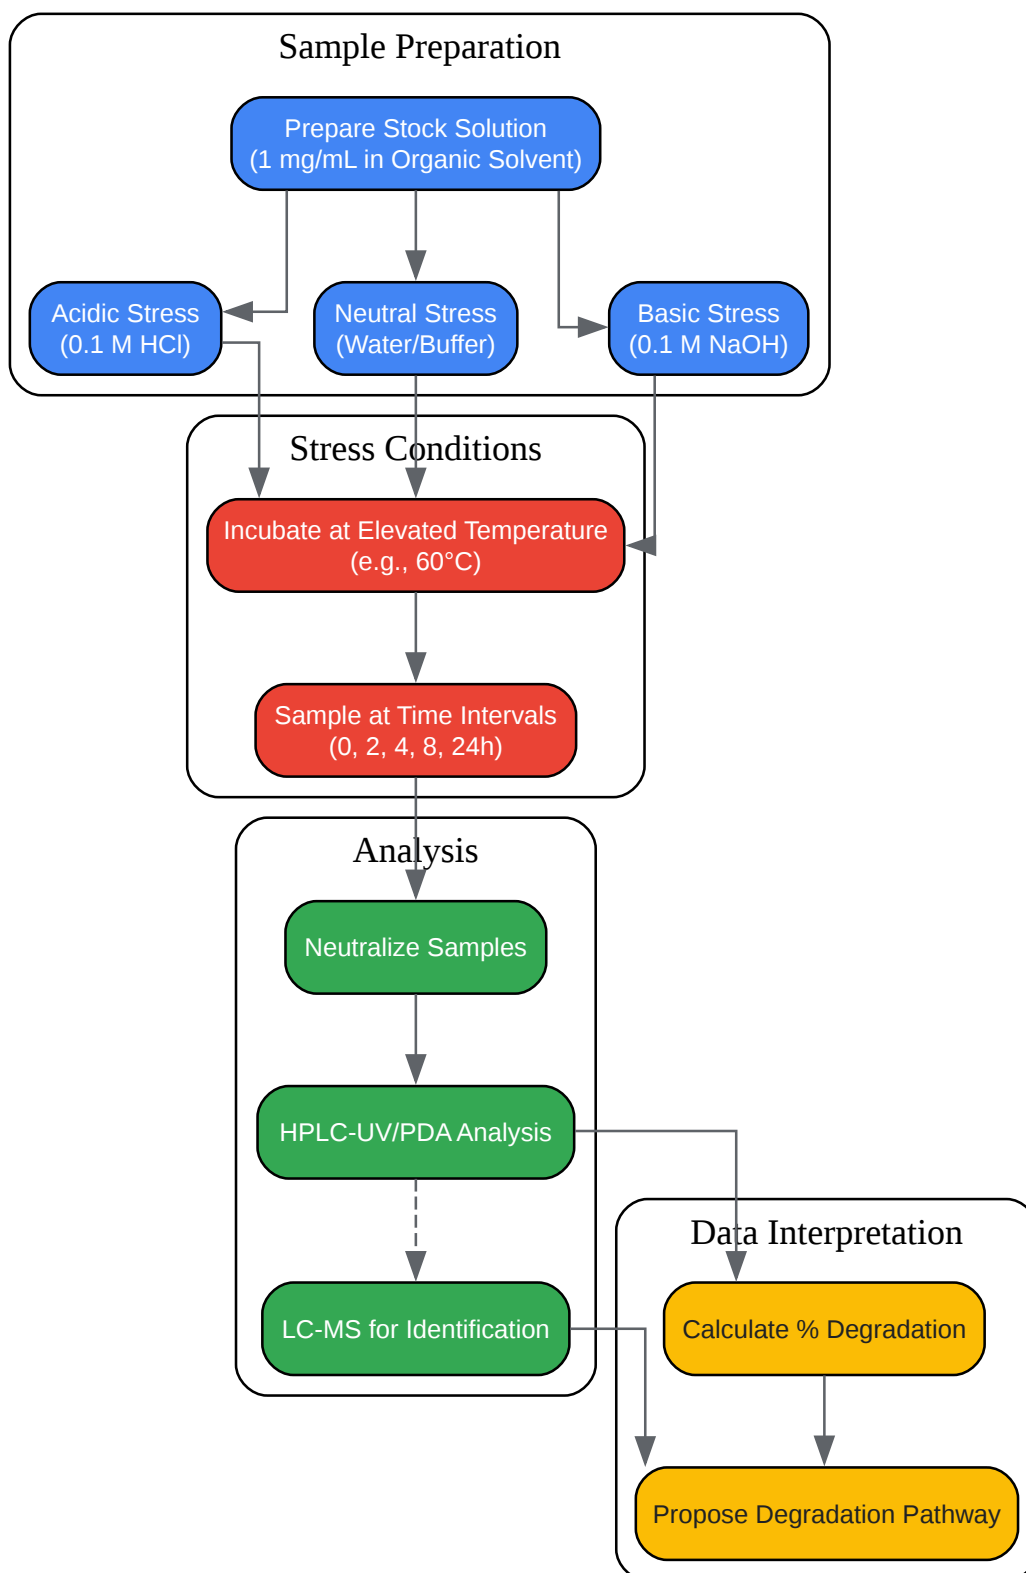 Sample Preparation
Prepare Stock Solution
(1 mg/mL in Organic Solvent)
Acidic Stress
(0.1 M HCl)
Neutral Stress
(Water/Buffer)
Basic Stress
(0.1 M NaOH)
Stress Conditions
Incubate at Elevated Temperature
(e.g., 60°C)
Sample at Time Intervals
(0, 2, 4, 8, 24h)
Analysis
Neutralize Samples
HPLC-UV/PDA Analysis
LC-MS for Identification
Data Interpretation
Calculate % Degradation
Propose Degradation Pathway